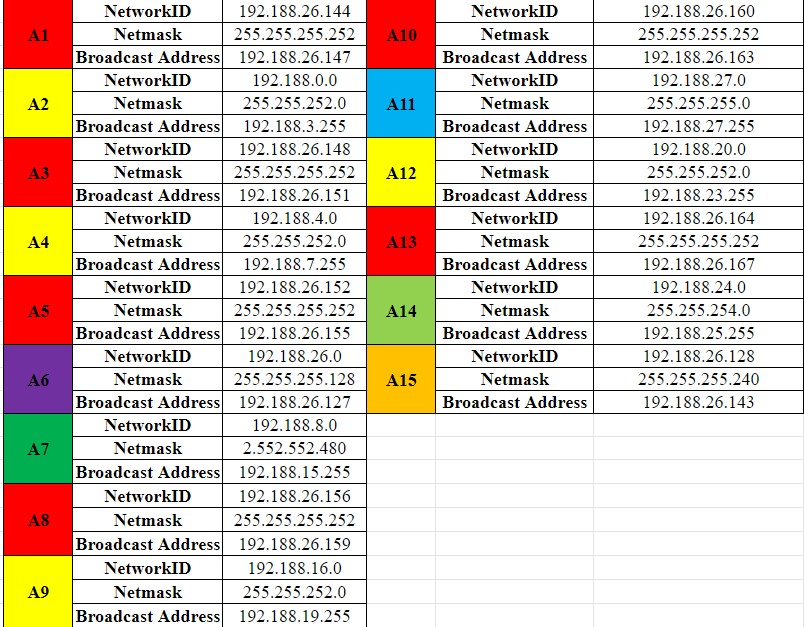 A1
NetworkID 192.188.26.144
Netmask 255.255.255.252
Broadcast Address 192.188.26.147
A2
NetworkID 192.188.0.0
Netmask 255.255.252.0
Broadcast Address 192.188.3.255
A3
NetworkID 192.188.26.148
Netmask 255.255.255.252
Broadcast Address 192.188.26.151
A4
NetworkID 192.188.4.0
Netmask 255.255.252.0
Broadcast Address 192.188.7.255
A5
NetworkID 192.188.26.152
Netmask 255.255.255.252
Broadcast Address 192.188.26.155
A6
NetworkID 192.188.26.0
Netmask 255.255.255.128
Broadcast Address 192.188.26.127
A7
NetworkID 192.188.8.0
Netmask 2.552.552.480
Broadcast Address 192.188.15.255
A8
NetworkID 192.188.26.156
Netmask 255.255.255.252
Broadcast Address 192.188.26.159
A9
NetworkID 192.188.16.0
Netmask 255.255.252.0
Broadcast Address 192.188.19.255
A10
NetworkID 192.188.26.160
Netmask 255.255.255.252
Broadcast Address 192.188.26.163
A11
NetworkID 192.188.27.0
Netmask 255.255.255.0
Broadcast Address 192.188.27.255
A12
NetworkID 192.188.20.0
Netmask 255.255.252.0
Broadcast Address 192.188.23.255
A13
NetworkID 192.188.26.164
Netmask 255.255.255.252
Broadcast Address 192.188.26.167
A14
NetworkID 192.188.24.0
Netmask 255.255.254.0
Broadcast Address 192.188.25.255
A15
NetworkID 192.188.26.128
Netmask 255.255.255.240
Broadcast Address 192.188.26.143